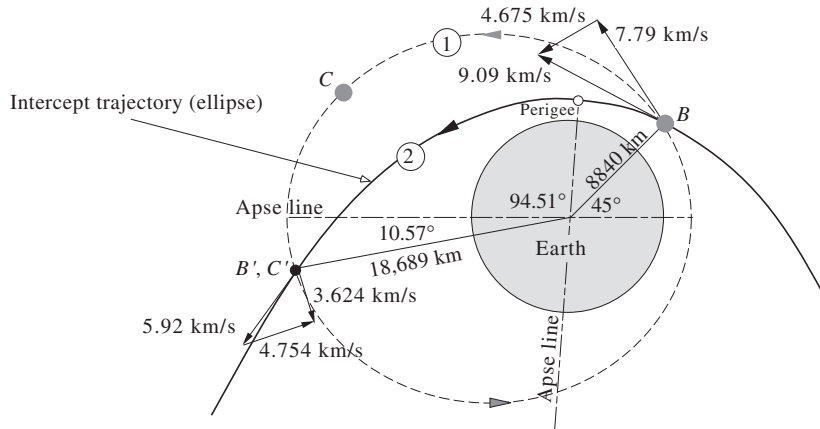 4.675 km/s
1
7.79 km/s
9.09 km/s
C
B
Intercept trajectory (ellipse)
Perigee
2
8840 km
94.51°
45°
Apse line
10.57°
Earth
18,689 km
B', C'
3.624 km/s
5.92 km/s
4.754 km/s
Apse line